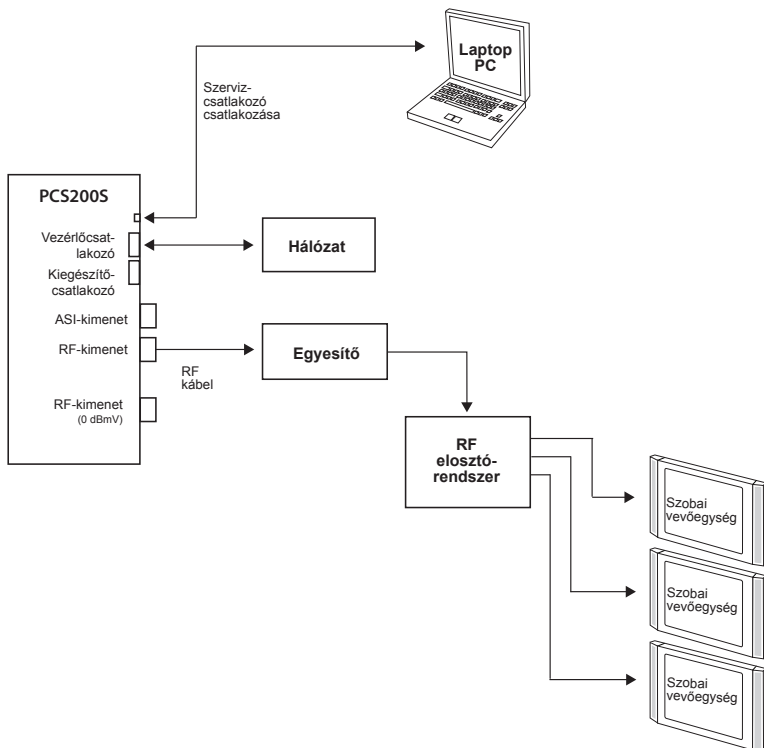 Laptop
PC
Szerviz-
csatlakozó
csatlakozása
PCS200S
Vezérlőcsat-
lakozó
Kiegészítő-
csatlakozó
ASI-kimenet
RF-kimenet
RF-kimenet
(0 dBmV)
Hálózat
RF
kábel
Egyesítő
RF
elosztó-
rendszer
Szobai
vevőegység
Szobai
vevőegység
Szobai
vevőegység